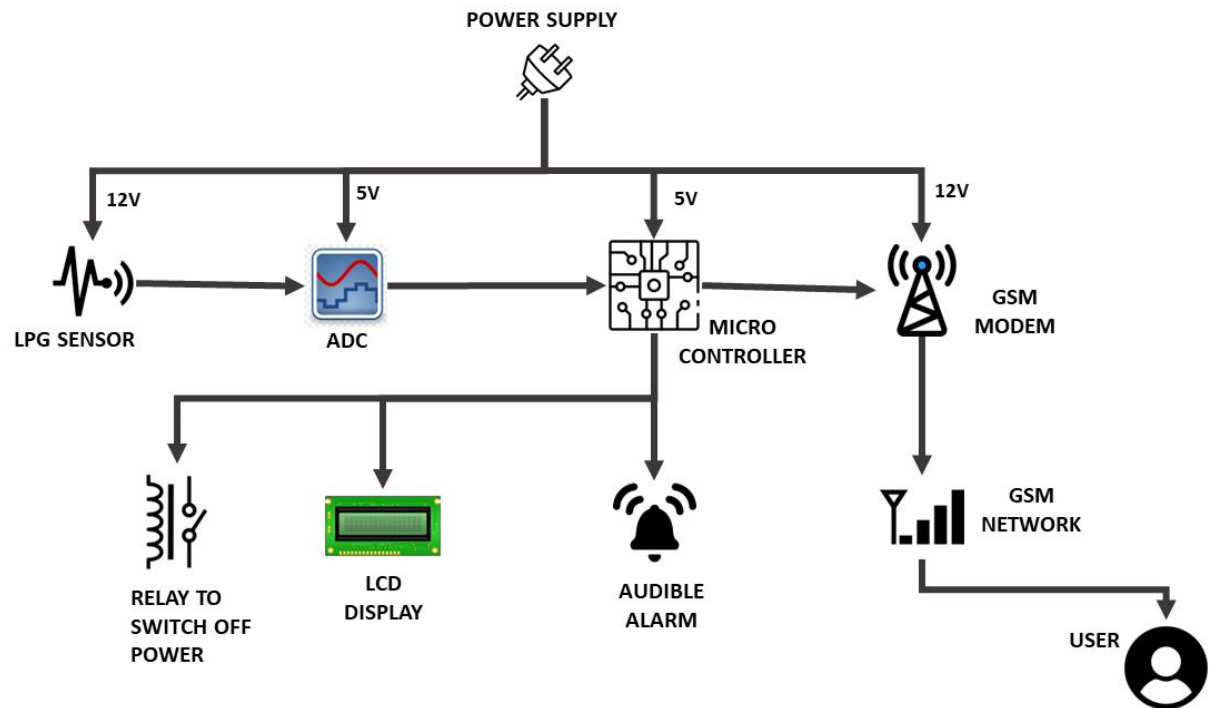 POWER SUPPLY
12V
5V
5V
12V
LPG SENSOR
ADC
MICRO
CONTROLLER
GSM
MODEM
RELAY TO
SWITCH OFF
POWER
LCD
DISPLAY
AUDIBLE
ALARM
GSM
NETWORK
USER